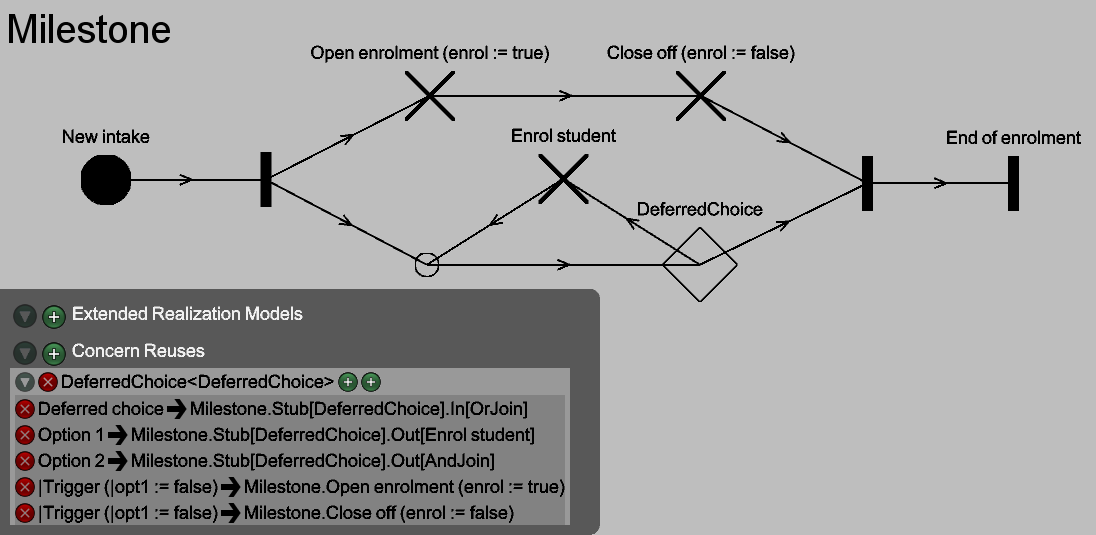 Milestone
Open enrolment (enrol := true)
Close off (enrol := false)
New intake
Enrol student
End of enrolment
DeferredChoice
Extended Realization Models
Concern Reuses
DeferredChoice<DeferredChoice>
Deferred choice➔Milestone.Stub[DeferredChoice].In[OrJoin]
Option 1➔Milestone.Stub[DeferredChoice].Out[Enrol student]
Option 2➔Milestone.Stub[DeferredChoice].Out[AndJoin]
|Trigger (|opt1 := false)➔Milestone.Open enrolment (enrol := true)
|Trigger (|opt1 := false)➔Milestone.Close off (enrol := false)